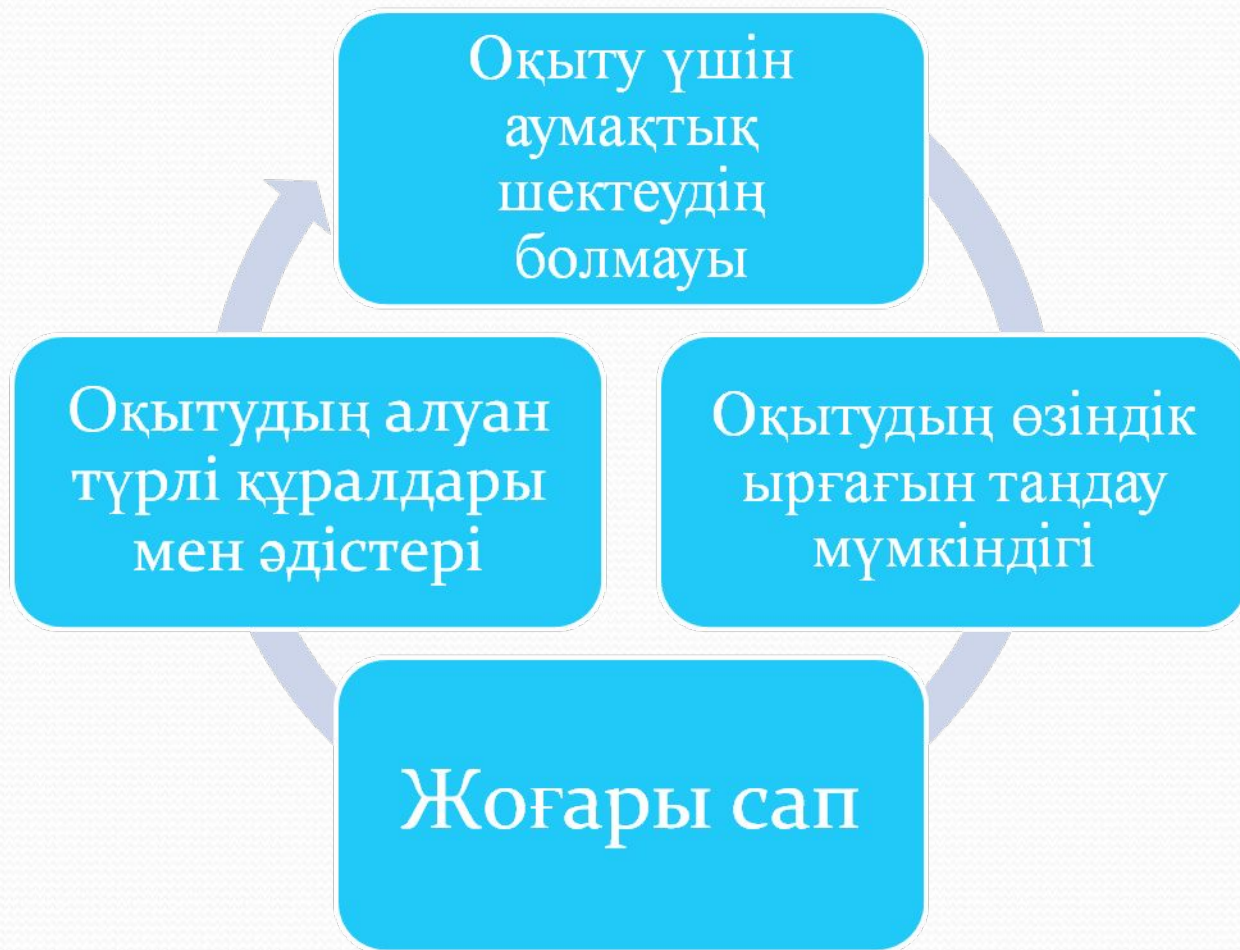 Оқыту үшін
аумақтық
шектеудің
болмауы
Оқытудың алуан
түрлі құралдары
мен әдістері
Оқытудың өзіндік
ырғағын таңдау
мүмкіндігі
Жоғары сап